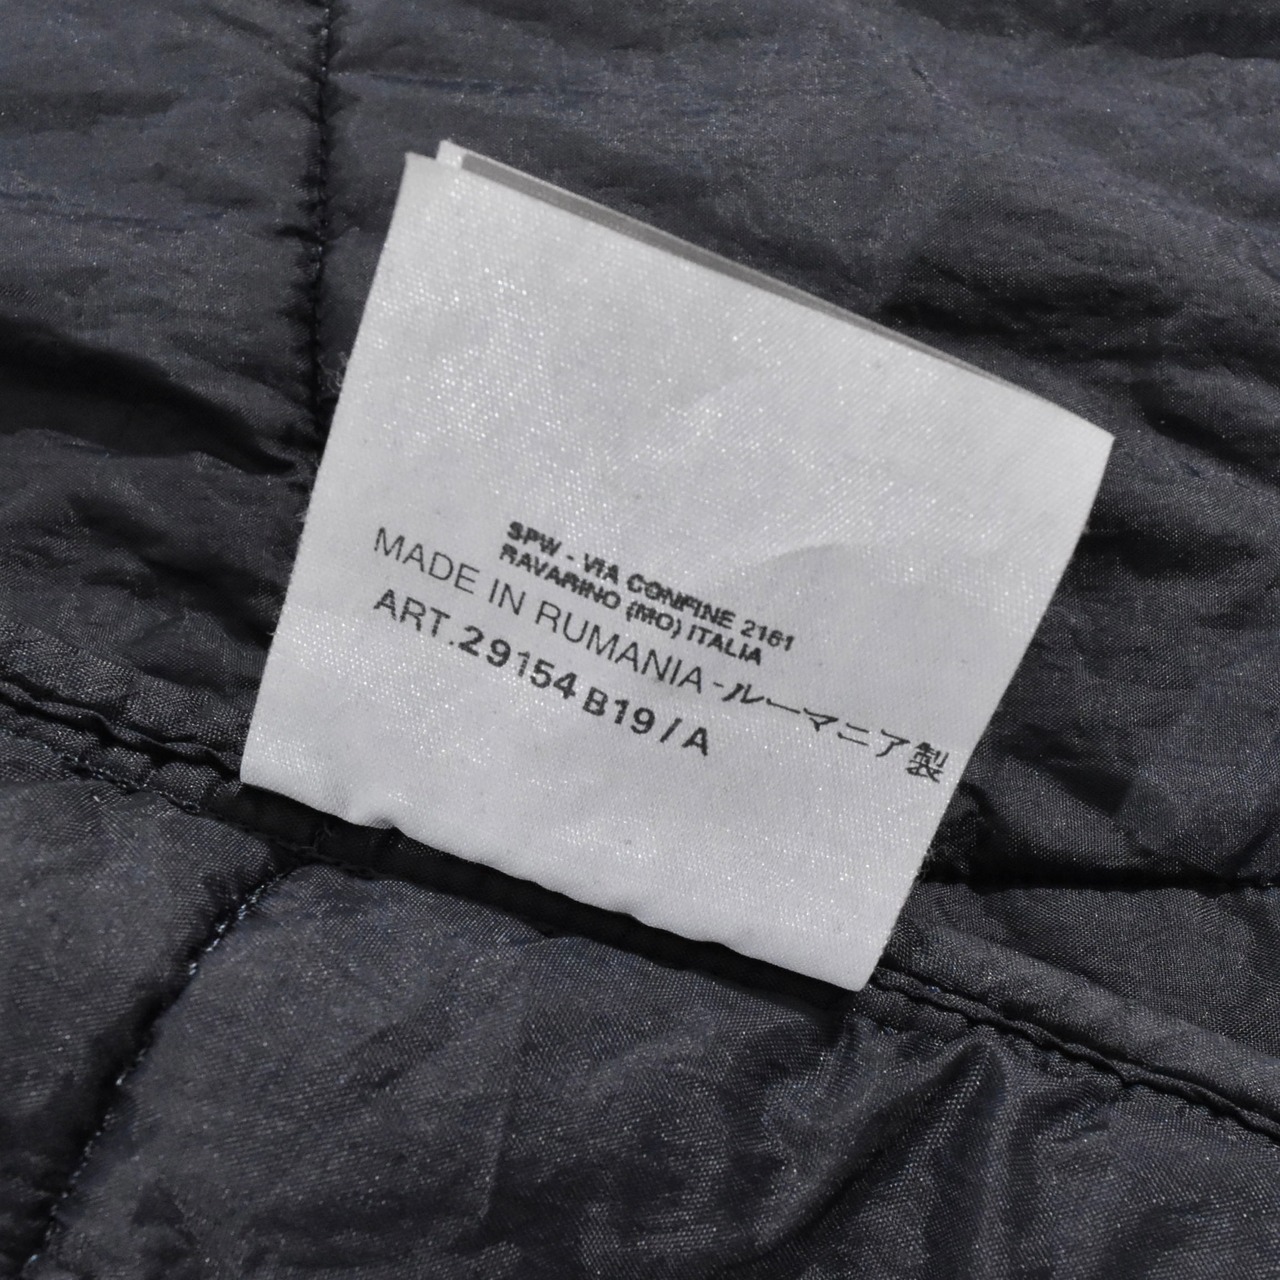 SPW - VIA CONFINE 2161
RAVARINO (MO) ITALIA
MADE IN RUMANIA - ルーマニア製
ART. 29154 B19 / A